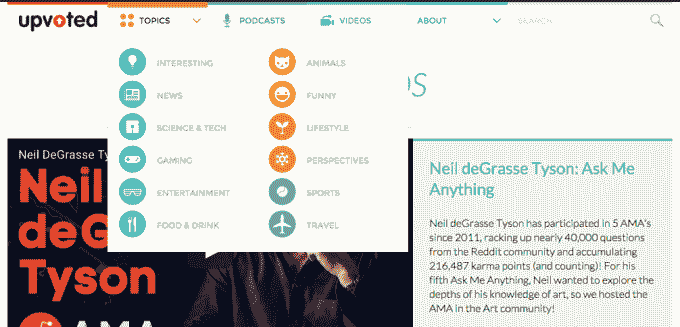 upvoted TOPICS PODCASTS VIDEOS ABOUT SEARCH
INTERESTING ANIMALS
NEWS FUNNY
SCIENCE & TECH LIFESTYLE
GAMING PERSPECTIVES
ENTERTAINMENT SPORTS
FOOD & DRINK TRAVEL
OS
Neil DeGrasse Ty
Neil
deG
Tyson
AMA
Neil deGrasse Tyson: Ask Me
Anything
Neil deGrasse Tyson has participated in 5 AMA's
since 2011, racking up nearly 40,000 questions
from the Reddit community and accumulating
216,487 karma points (and counting)! For his
fifth Ask Me Anything, Neil wanted to explore the
depths of his knowledge of art, so we hosted the
AMA in the Art community!